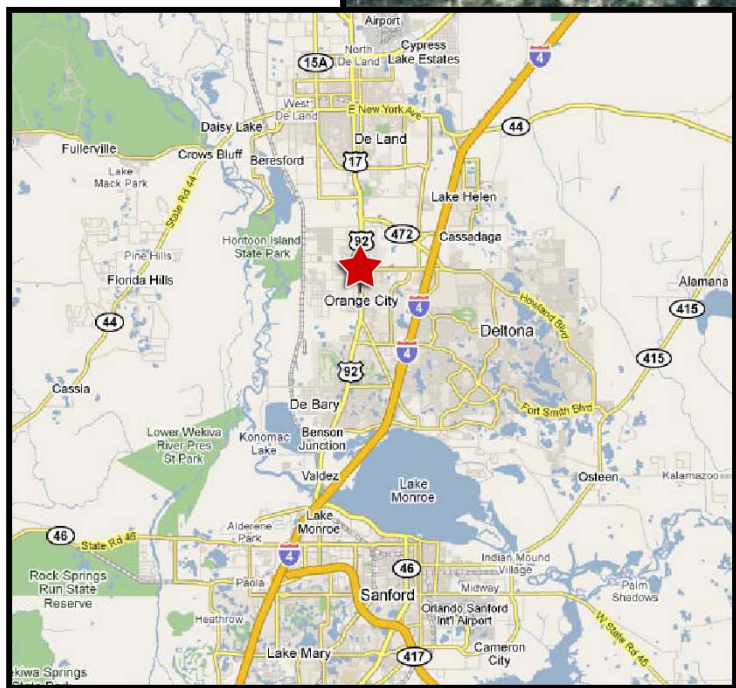 Airport
North
De Land
Cypress
Lake Estates
15A
4
West
De Land
E New York Ave
44
Daisy Lake
De Land
Fullerville
Crows Bluff
Beresford
17
Lake
Mack Park
State Rd 44
Lake Helen
Hontoon Island
State Park
92
472
Cassadaga
Pine Hills
Florida Hills
Orange City
Howland Blvd
Alamana
44
4
415
Deltona
4
415
92
Cassia
De Bary
Fort Smith Blvd
Lower Wekiva
River Pres
St Park
Konomac
Lake
Benson
Junction
Valdez
Lake
Monroe
Osteen
Kalamazoo
Lake
Monroe
Alderene
Park
46
State Rd 46
4
46
Indian Mound
Village
Rock Springs
Run State
Reserve
Paola
Sanford
Midway
Palm
Shadows
Heathrow
Orlando Sanford
Int'l Airport
W State Rd 46
Lake Mary
417
Cameron
City
ekiwa Springs